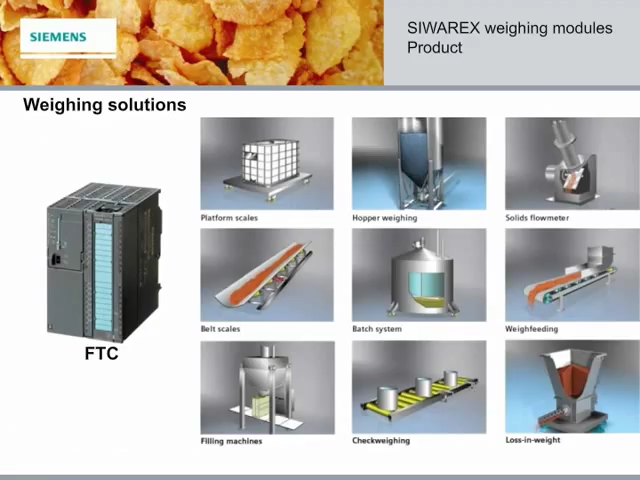 SIEMENS
SIWAREX weighing modules
Product
Weighing solutions
Platform scales
Hopper weighing
Solids flowmeter
Belt scales
Batch system
Weighfeeding
FTC
Filling machines
Checkweighing
Loss-in-weight